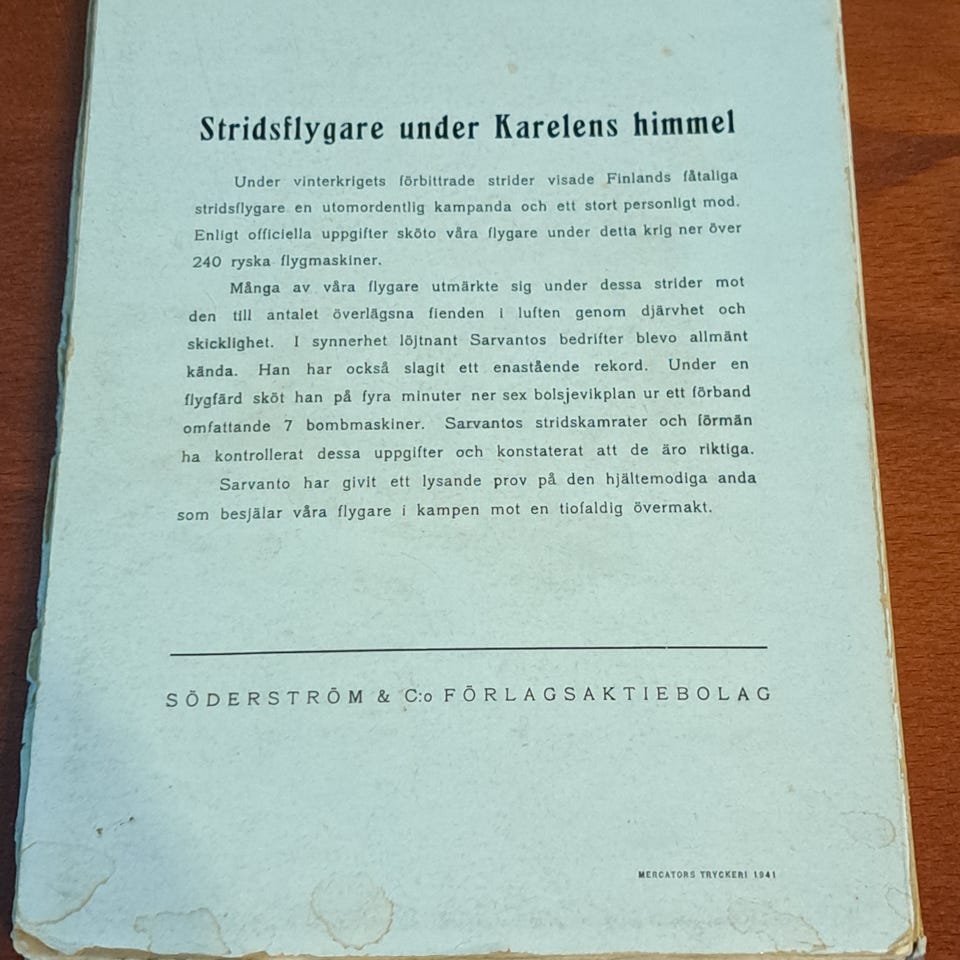 Stridsflygare under Karelens himmel
Under vinterkrigets förbittrade strider visade Finlands fåtaliga
stridsflygare en utomordentlig kampanda och ett stort personligt mod.
Enligt officiella uppgifter sköto våra flygare under detta krig ner över
240 ryska flygmaskiner.
Många av våra flygare utmärkte sig under dessa strider mot
den till antalet överlägsna fienden i luften genom djärvhet och
skicklighet. I synnerhet löjtnant Sarvantos bedrifter blevo allmänt
kända. Han har också slagit ett enastående rekord. Under en
flygfärd sköt han på fyra minuter ner sex bolsjevikplan ur ett förband
omfattande 7 bombmaskiner. Sarvantos stridskamrater och förmän
ha kontrollerat dessa uppgifter och konstaterat att de äro riktiga.
Sarvanto har givit ett lysande prov på den hjältemodiga anda
som besjälar våra flygare i kampen mot en tiofaldig övermakt.
SÖDERSTRÖM & C:o FÖRLAGSAKTIEBOLAG
MERCATORS TRYCKERI 1941